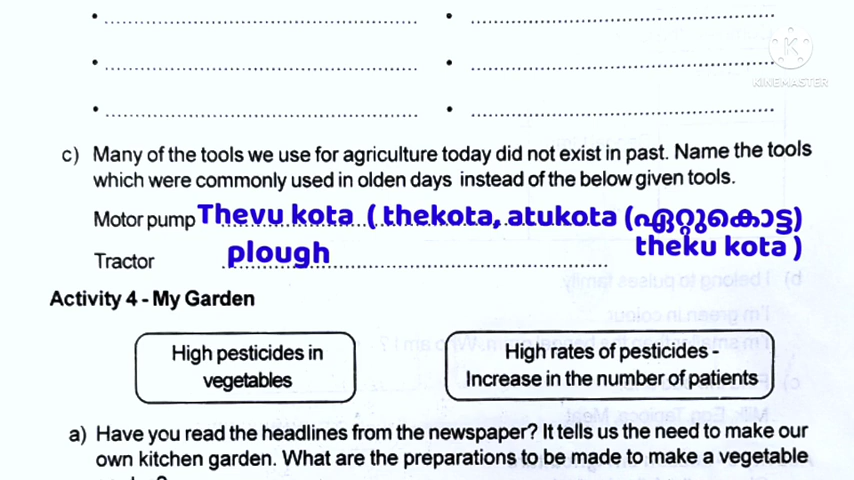 KINEMASTER
c) Many of the tools we use for agriculture today did not exist in past. Name the tools
which were commonly used in olden days instead of the below given tools.
Motor pump Thevu kota ( thekota, atukota (ഏറ്റുകൊട്ട)
theku kota )
Tractor plough
Activity 4 - My Garden
High pesticides in
vegetables
High rates of pesticides -
Increase in the number of patients
a) Have you read the headlines from the newspaper? It tells us the need to make our
own kitchen garden. What are the preparations to be made to make a vegetable